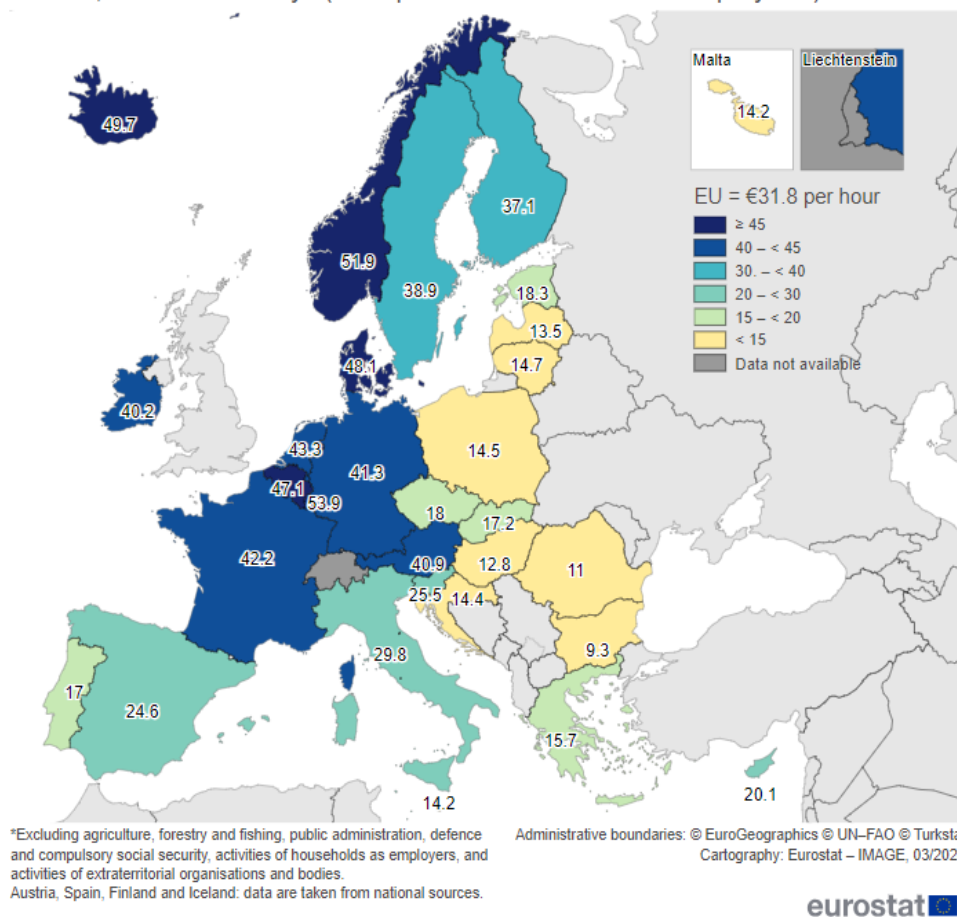 49.7
Malta
14.2
Liechtenstein
EU = €31.8 per hour
≥ 45
40 – < 45
30. – < 40
20 – < 30
15 – < 20
< 15
Data not available
37.1
51.9
38.9
18.3
13.5
14.7
48.1
40.2
43.3
41.3
14.5
47.1
53.9
18
17.2
42.2
40.9
12.8
11
25.5
14.4
29.8
9.3
17
24.6
15.7
14.2
20.1
*Excluding agriculture, forestry and fishing, public administration, defence
and compulsory social security, activities of households as employers, and
activities of extraterritorial organisations and bodies.
Austria, Spain, Finland and Iceland: data are taken from national sources.
Administrative boundaries: © EuroGeographics © UN–FAO © Turksta
Cartography: Eurostat – IMAGE, 03/202
eurostat